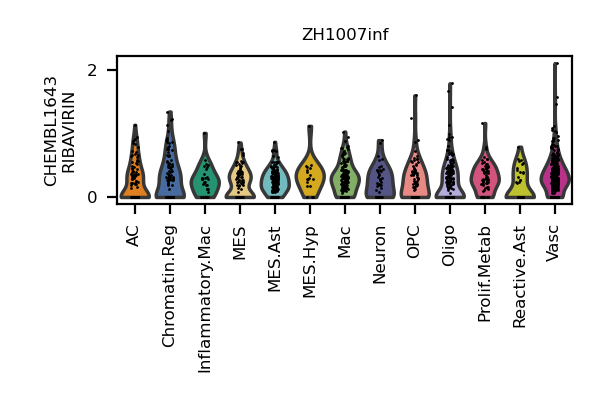 ZH1007inf
CHEMBL1643
RIBAVIRIN
2
0
AC
Chromatin.Reg
Inflammatory.Mac
MES
MES.Ast
MES.Hyp
Mac
Neuron
OPC
Oligo
Prolif.Metab
Reactive.Ast
Vasc